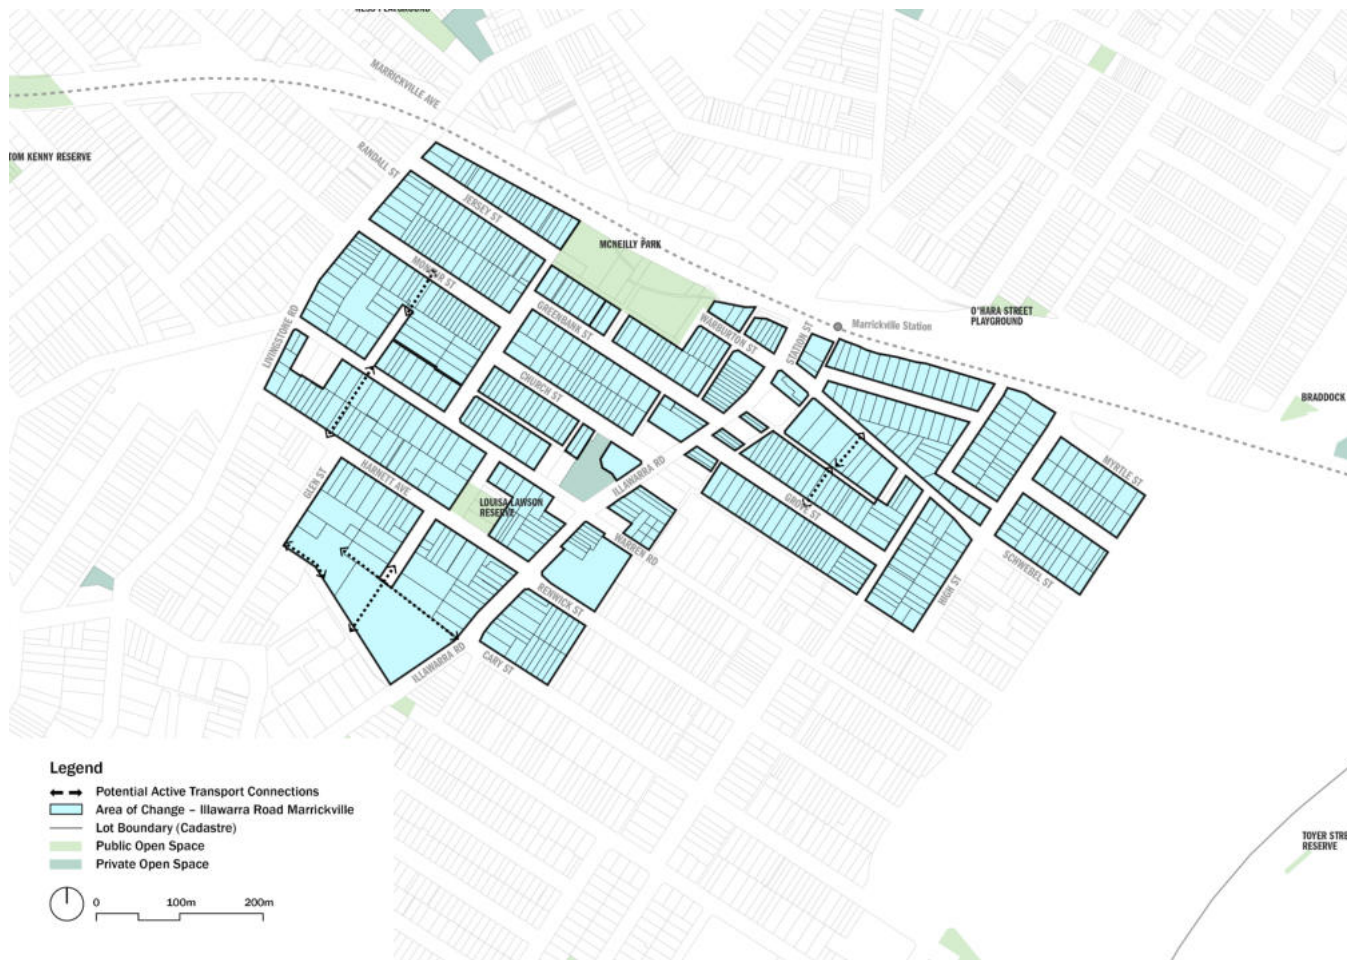 NESS PLAYGROUND
MARRICKVILLE AVE
TOM KENNY RESERVE
RANDALL ST
JERSEY ST
MCNEILLY PARK
MONCUR ST
LIVINGSTONE RD
GREENBANK ST
WARBURTON ST
STATION ST
Marrickville Station
O'HARA STREET
PLAYGROUND
CHURCH ST
BRADDOCK
MYRTLE ST
ILLAWARRA RD
HARNETT AVE
GLEN ST
LOUISA LAWSON
RESERVE
GROVE ST
WARREN RD
SCHWEBEL ST
HIGH ST
RENWICK ST
ILLAWARRA RD
CARY ST
Legend
Potential Active Transport Connections
Area of Change – Illawarra Road Marrickville
Lot Boundary (Cadastre)
Public Open Space
Private Open Space
0 100m 200m
TOYER STRE
RESERVE